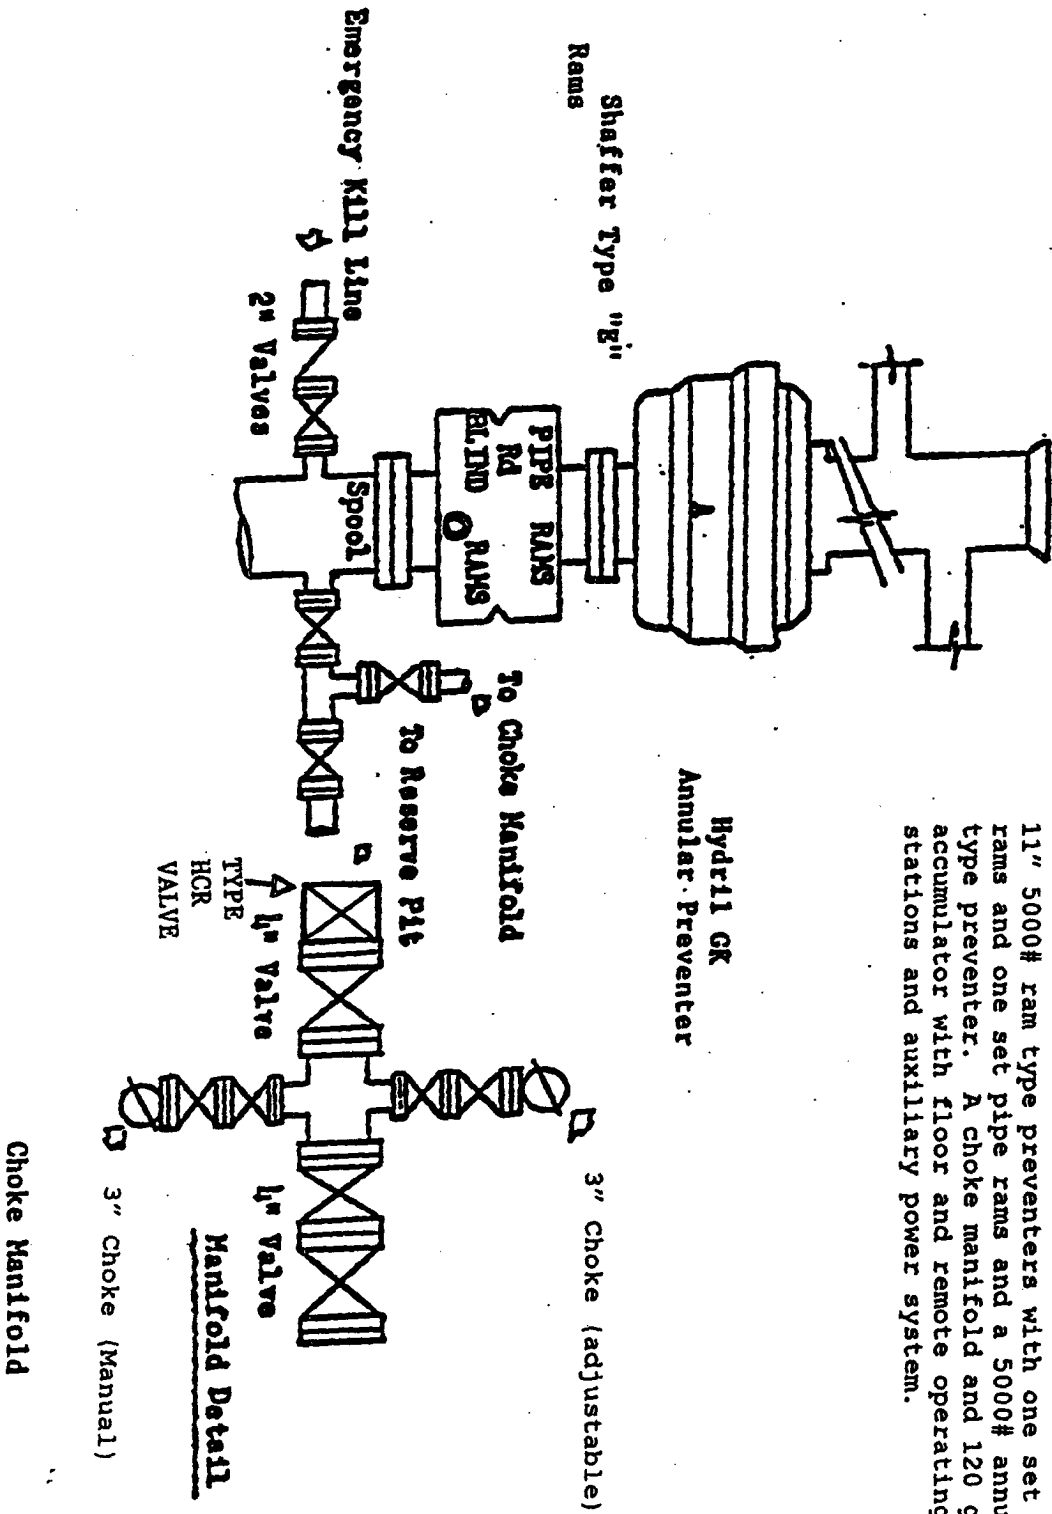 11" 5000# ram type preventers with one set
rams and one set pipe rams and a 5000# annu
type preventer. A choke manifold and 120 g
accumulator with floor and remote operating
stations and auxiliary power system.
Hydril GK
Annular Preventer
A
Shaffer Type "E"
Rams
PIPE RAMS
Rd
BLIND RAMS
Spool
Emergency Kill Line
2" Valves
To Choke Manifold
To Reserve Pit
TYPE
HCR
VALVE
4" Valve
4" Valve
3" Choke (adjustable)
3" Choke (Manual)
Manifold Detail
Choke Manifold